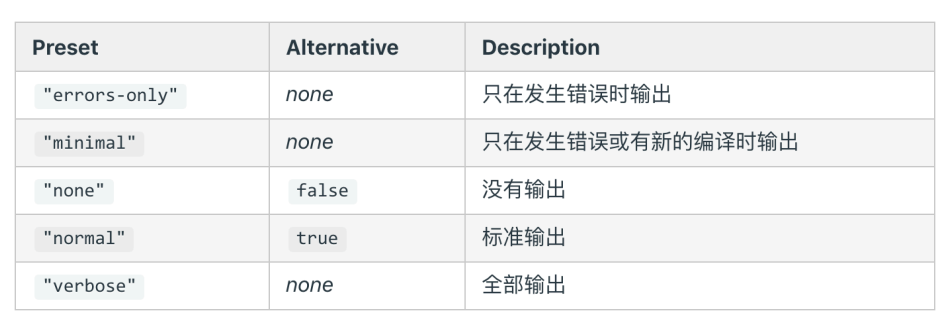 Preset Alternative Description
"errors-only" none 只在发生错误时输出
"minimal" none 只在发生错误或有新的编译时输出
"none" false 没有输出
"normal" true 标准输出
"verbose" none 全部输出